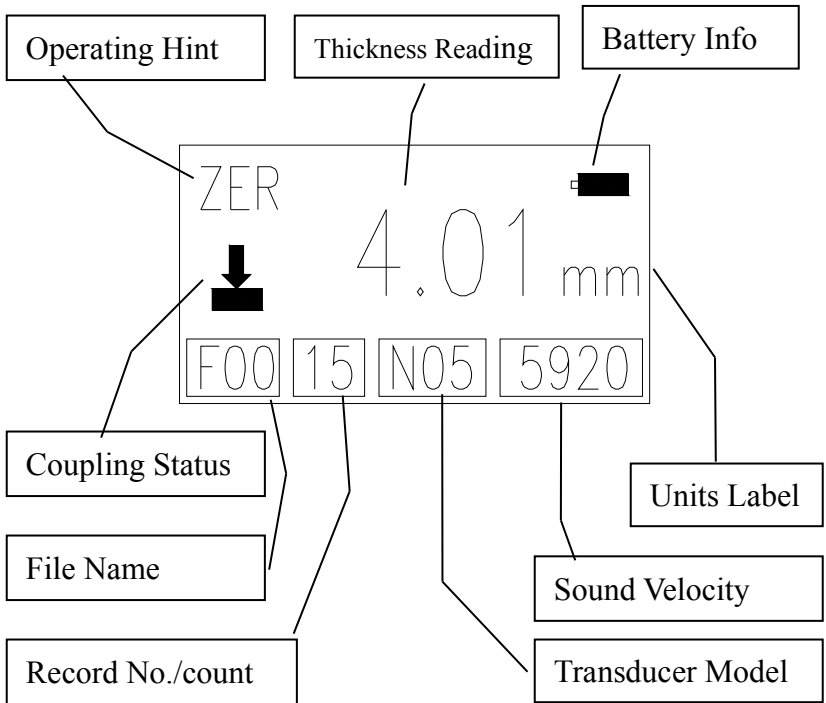 Operating Hint
Thickness Reading
Battery Info
ZER
4.01 mm
F00 15 N05 5920
Coupling Status
Units Label
File Name
Sound Velocity
Record No./count
Transducer Model